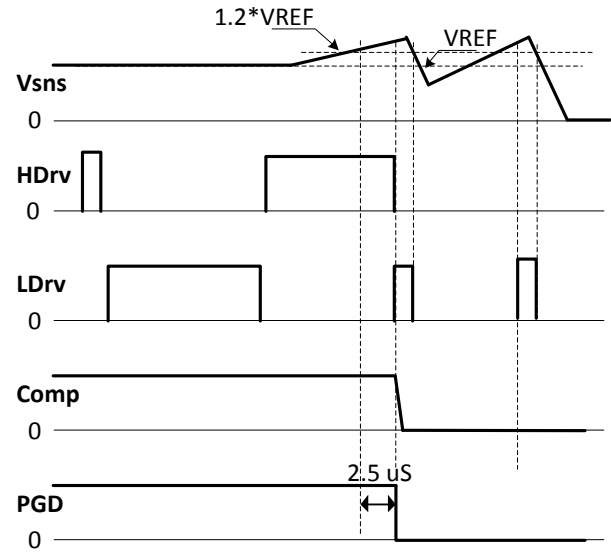 1.2*VREF
VREF
Vsns
0
HDrv
0
LDrv
0
Comp
0
2.5 uS
PGD
0